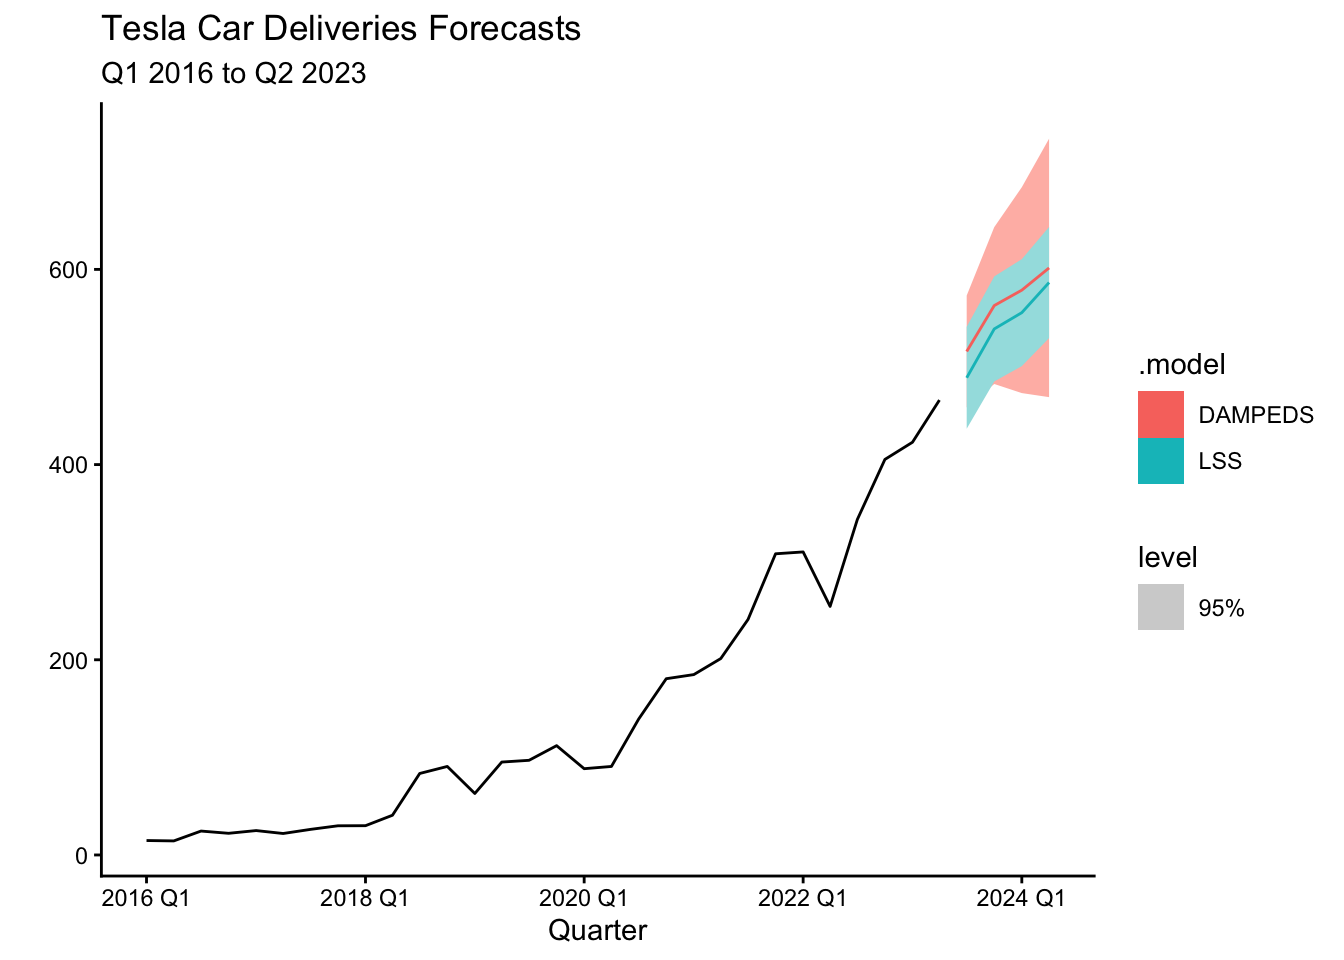 Tesla Car Deliveries Forecasts
Q1 2016 to Q2 2023
600
400
200
0
2016 Q1
2018 Q1
2020 Q1
2022 Q1
2024 Q1
Quarter
.model
DAMPEDS
LSS
level
95%